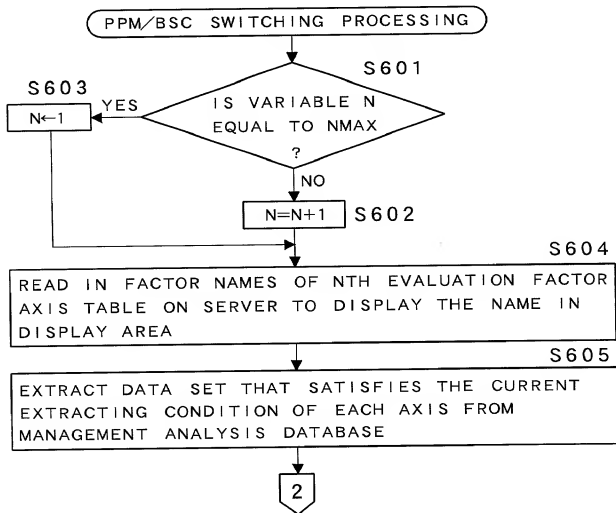 PPM/BSC SWITCHING PROCESSING
S601
IS VARIABLE N
EQUAL TO NMAX
?
S603
YES
N←1
NO
N=N+1
S602
S604
READ IN FACTOR NAMES OF NTH EVALUATION FACTOR
AXIS TABLE ON SERVER TO DISPLAY THE NAME IN
DISPLAY AREA
S605
EXTRACT DATA SET THAT SATISFIES THE CURRENT
EXTRACTING CONDITION OF EACH AXIS FROM
MANAGEMENT ANALYSIS DATABASE
2